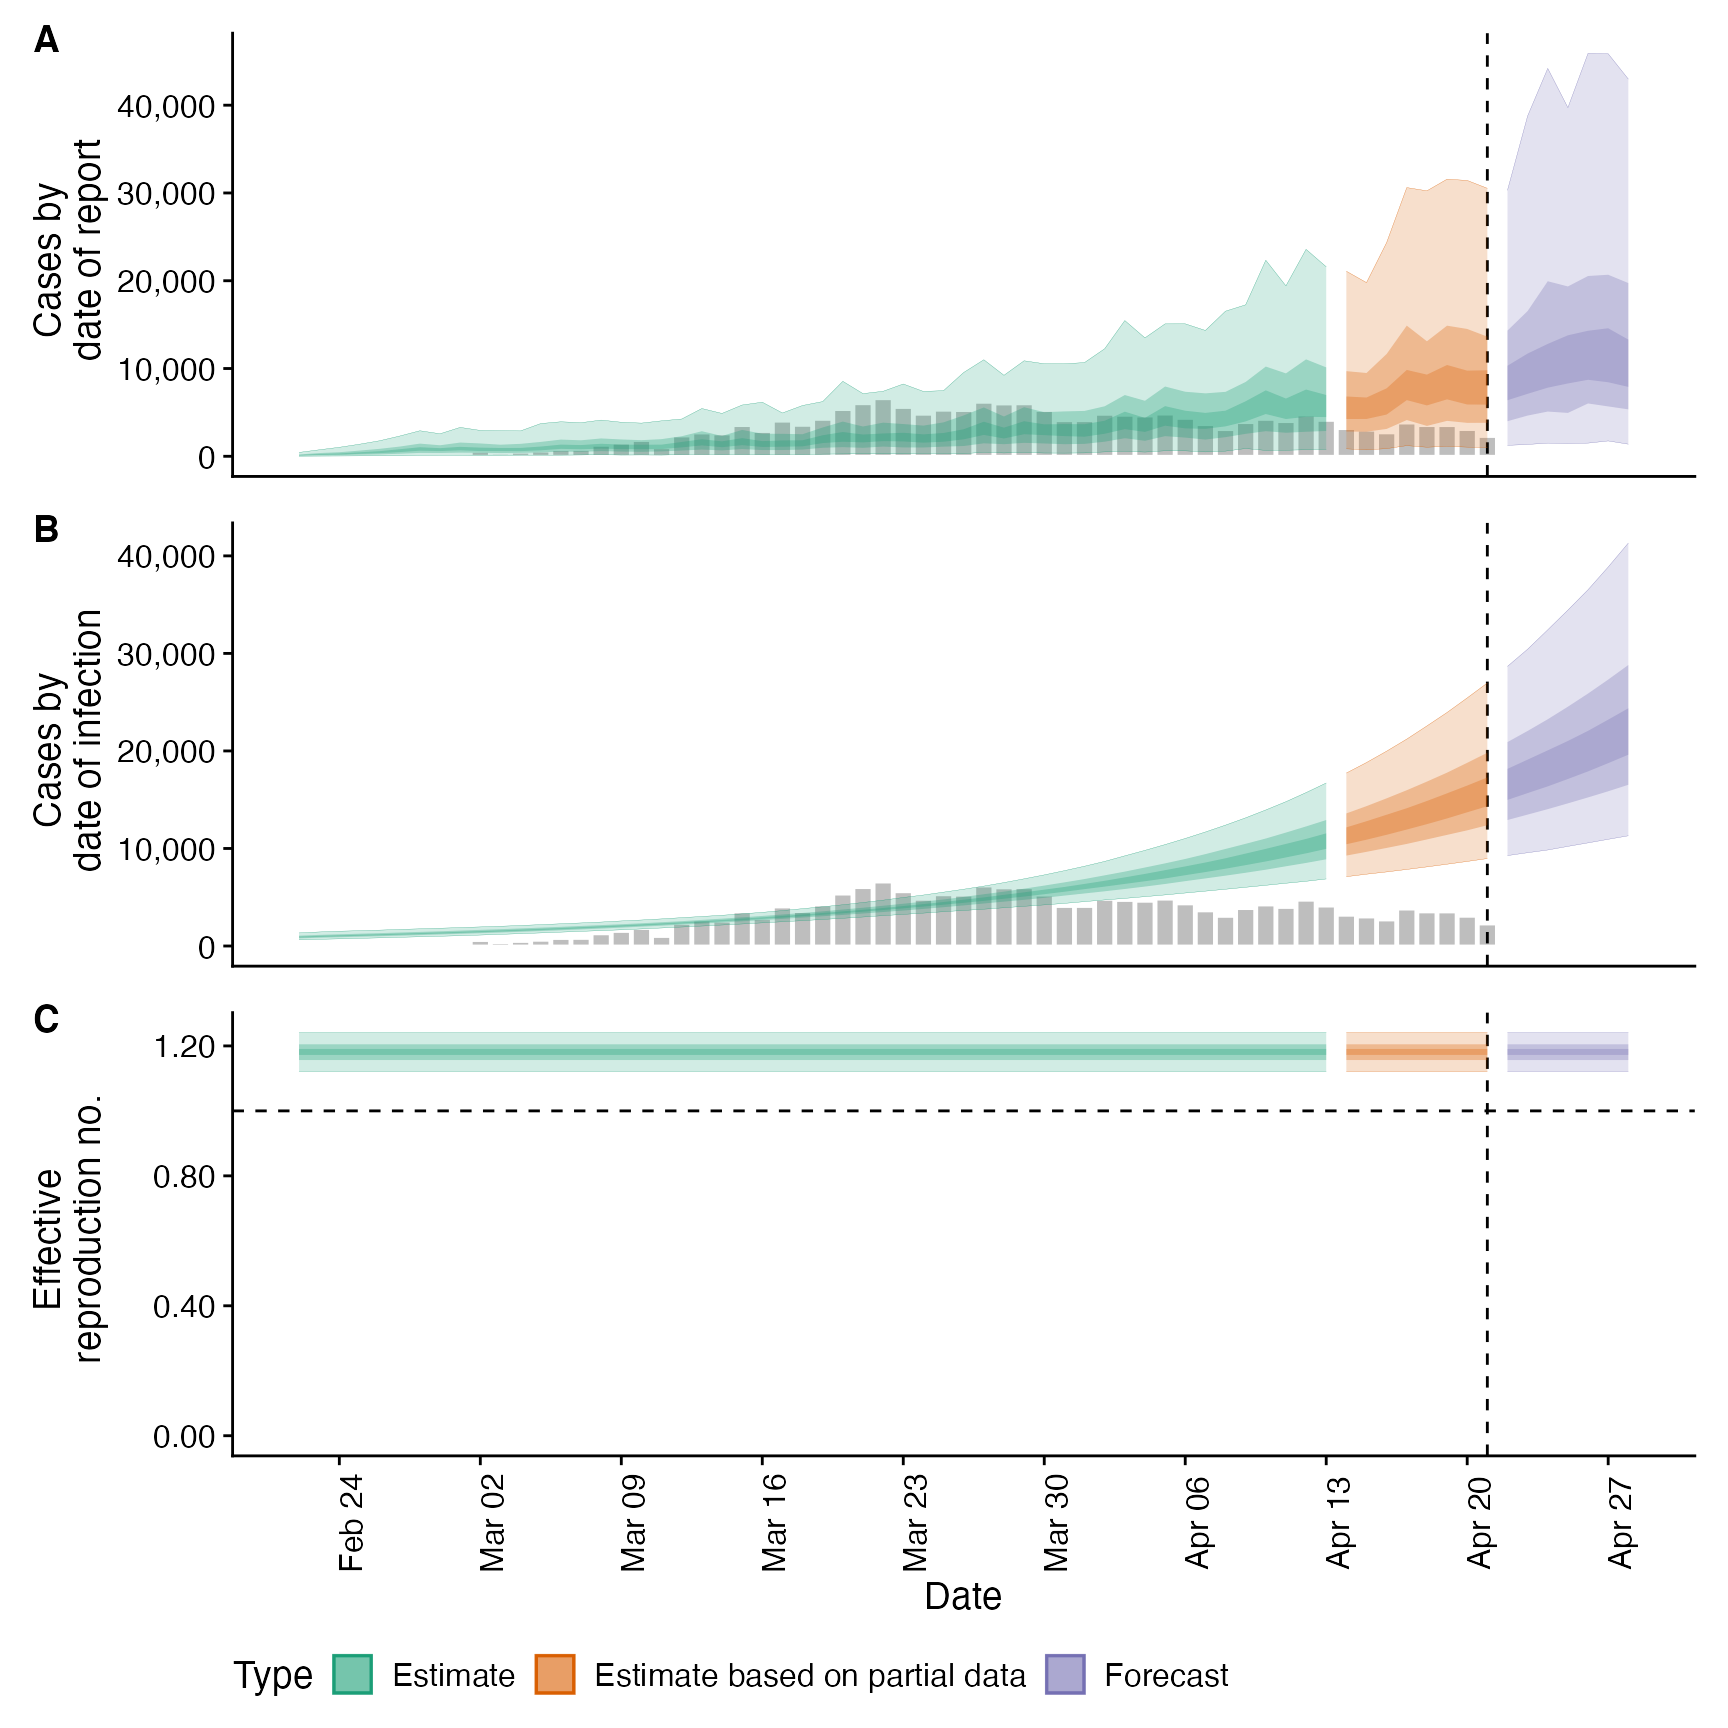 A
Cases by
date of report
40,000
30,000
20,000
10,000
0
B
Cases by
date of infection
40,000
30,000
20,000
10,000
0
C
Effective
reproduction no.
1.20
0.80
0.40
0.00
Feb 24
Mar 02
Mar 09
Mar 16
Mar 23
Mar 30
Apr 06
Apr 13
Apr 20
Apr 27
Date
Type Estimate Estimate based on partial data Forecast